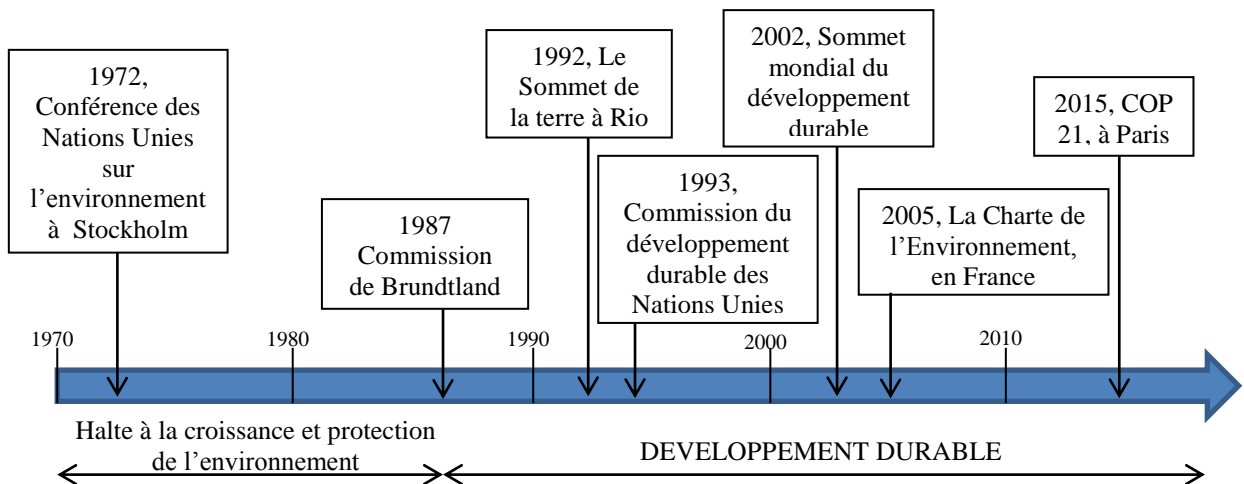 1972,
Conférence des
Nations Unies
sur
l’environnement
à Stockholm
1987
Commission
de Brundtland
1992, Le
Sommet de
la terre à Rio
1993,
Commission du
développement
durable des
Nations Unies
2002, Sommet
mondial du
développement
durable
2005, La Charte de
l’Environnement,
en France
2015, COP
21, à Paris
1970
1980
1990
2000
2010
Halte à la croissance et protection
de l’environnement
DEVELOPPEMENT DURABLE